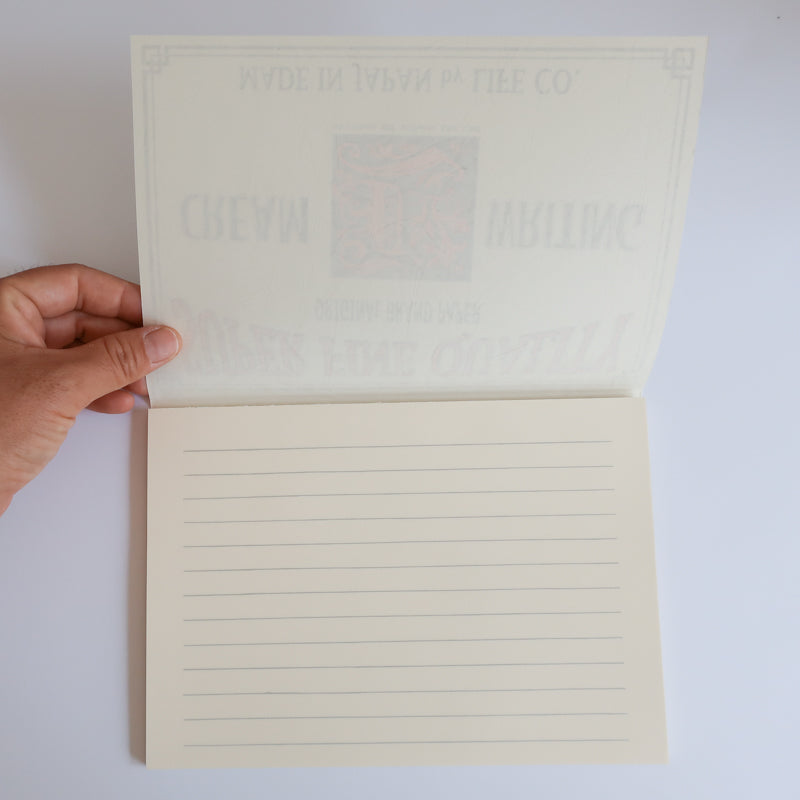 SUPER FINE QUALITY
ORIGINAL BRAND PAPER
CREAM WRITING
MADE IN JAPAN by LIFE CO.